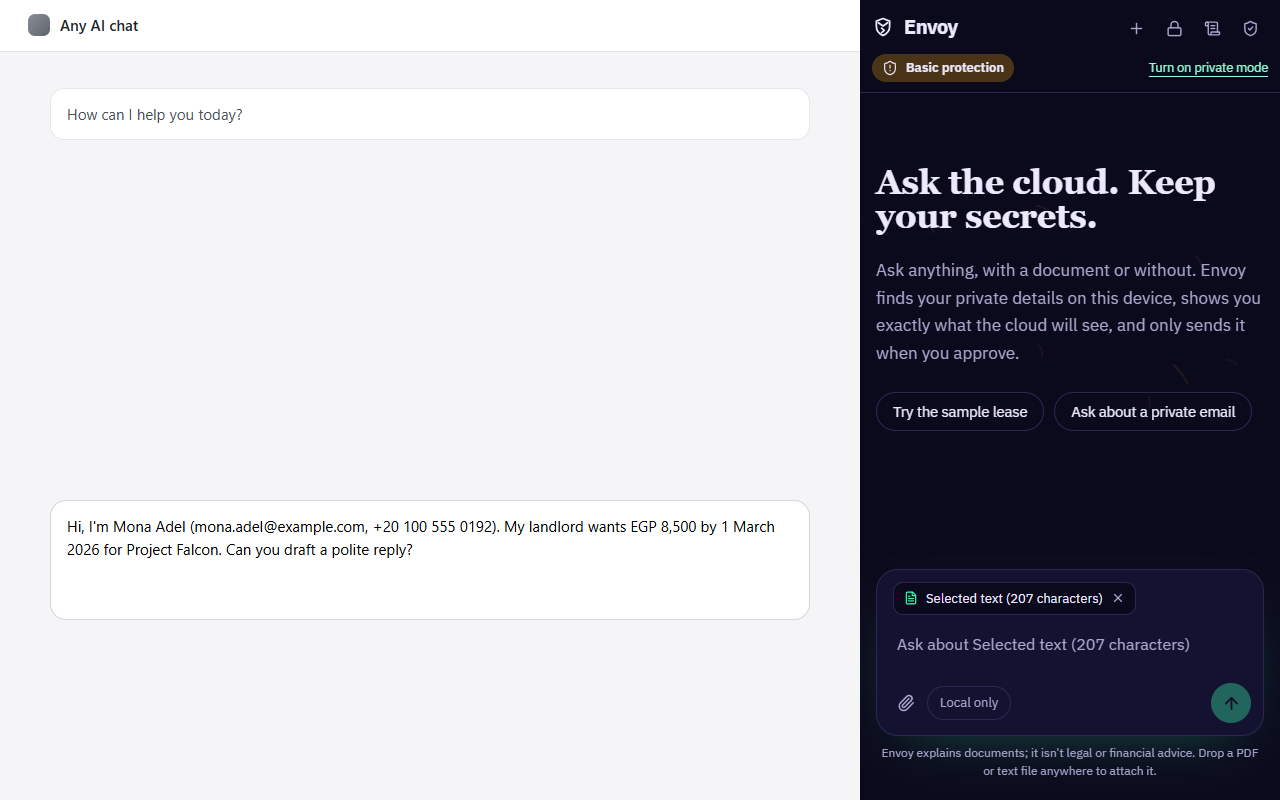 Any AI chat
How can I help you today?
Hi, I'm Mona Adel (mona.adel@example.com, +20 100 555 0192). My landlord wants EGP 8,500 by 1 March
2026 for Project Falcon. Can you draft a polite reply?
Envoy
Basic protection
Turn on private mode
Ask the cloud. Keep
your secrets.
Ask anything, with a document or without. Envoy
finds your private details on this device, shows you
exactly what the cloud will see, and only sends it
when you approve.
Try the sample lease
Ask about a private email
Selected text (207 characters)
Ask about Selected text (207 characters)
Local only
Envoy explains documents; it isn't legal or financial advice. Drop a PDF
or text file anywhere to attach it.